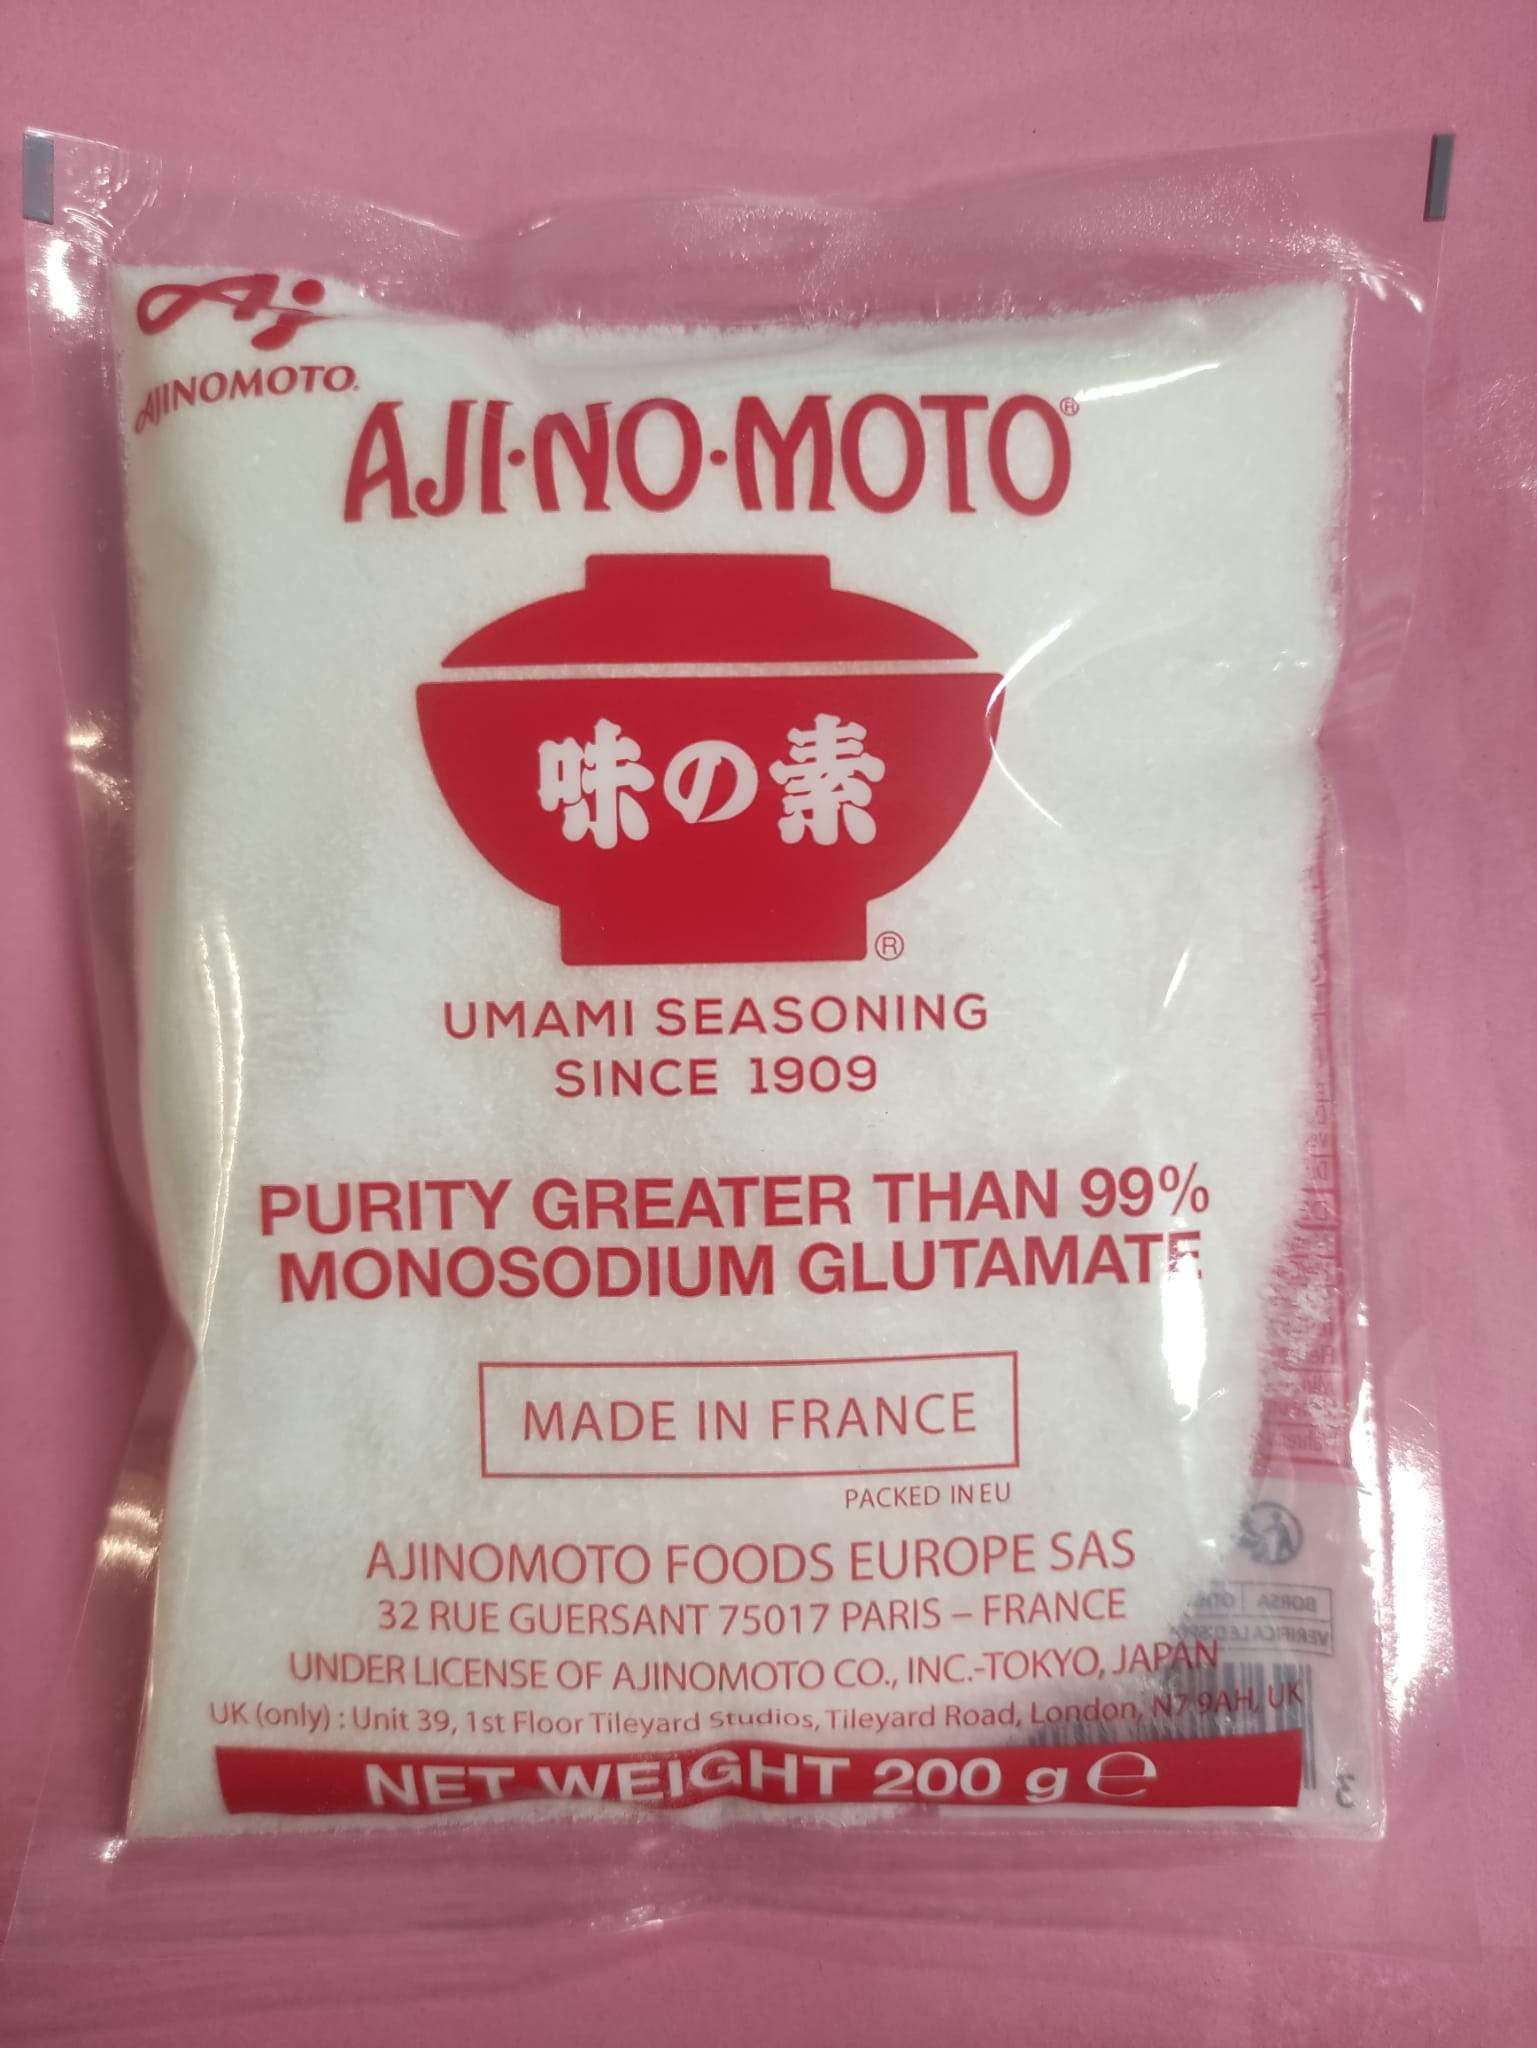 Aj
AJINOMOTO.
AJI·NO·MOTO®
味の素
®
UMAMI SEASONING
SINCE 1909
PURITY GREATER THAN 99%
MONOSODIUM GLUTAMATE
MADE IN FRANCE
PACKED IN EU
AJINOMOTO FOODS EUROPE SAS
32 RUE GUERSANT 75017 PARIS – FRANCE
UNDER LICENSE OF AJINOMOTO CO., INC.-TOKYO, JAPAN
UK (only) : Unit 39, 1st Floor Tileyard Studios, Tileyard Road, London, N7 9AH, UK
NET WEIGHT 200 g ℮
BORSA
3